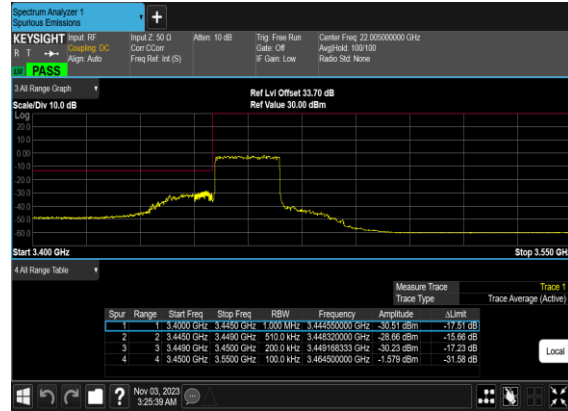 Spectrum Analyzer 1
Spurious Emissions
KEYSIGHT Input: RF Input Z: 50 Ω Atten: 10 dB Trig: Free Run Center Freq: 22.005000000 GHz
R T Coupling: DC Corr CCorr Gate: Off Avg|Hold: 100/100
Align: Auto Freq Ref: Int (S) IF Gain: Low Radio Std: None
PASS
3 All Range Graph
Ref Lvl Offset 33.70 dB
Scale/Div 10.0 dB Ref Value 30.00 dBm
Log
20.0
10.0
0.00
-10.0
-20.0
-30.0
-40.0
-50.0
-60.0
Start 3.400 GHz Stop 3.550 GHz
4 All Range Table
Measure Trace Trace 1
Trace Type Trace Average (Active)
Spur Range Start Freq Stop Freq RBW Frequency Amplitude ΔLimit
1 1 3.4000 GHz 3.4450 GHz 1.000 MHz 3.444550000 GHz -30.51 dBm -17.51 dB
2 2 3.4450 GHz 3.4490 GHz 510.0 kHz 3.448320000 GHz -28.66 dBm -15.66 dB
3 3 3.4490 GHz 3.4500 GHz 200.0 kHz 3.449168333 GHz -30.23 dBm -17.23 dB
4 4 3.4500 GHz 3.5500 GHz 100.0 kHz 3.464500000 GHz -1.579 dBm -31.58 dB
Local
Nov 03, 2023
3:25:39 AM